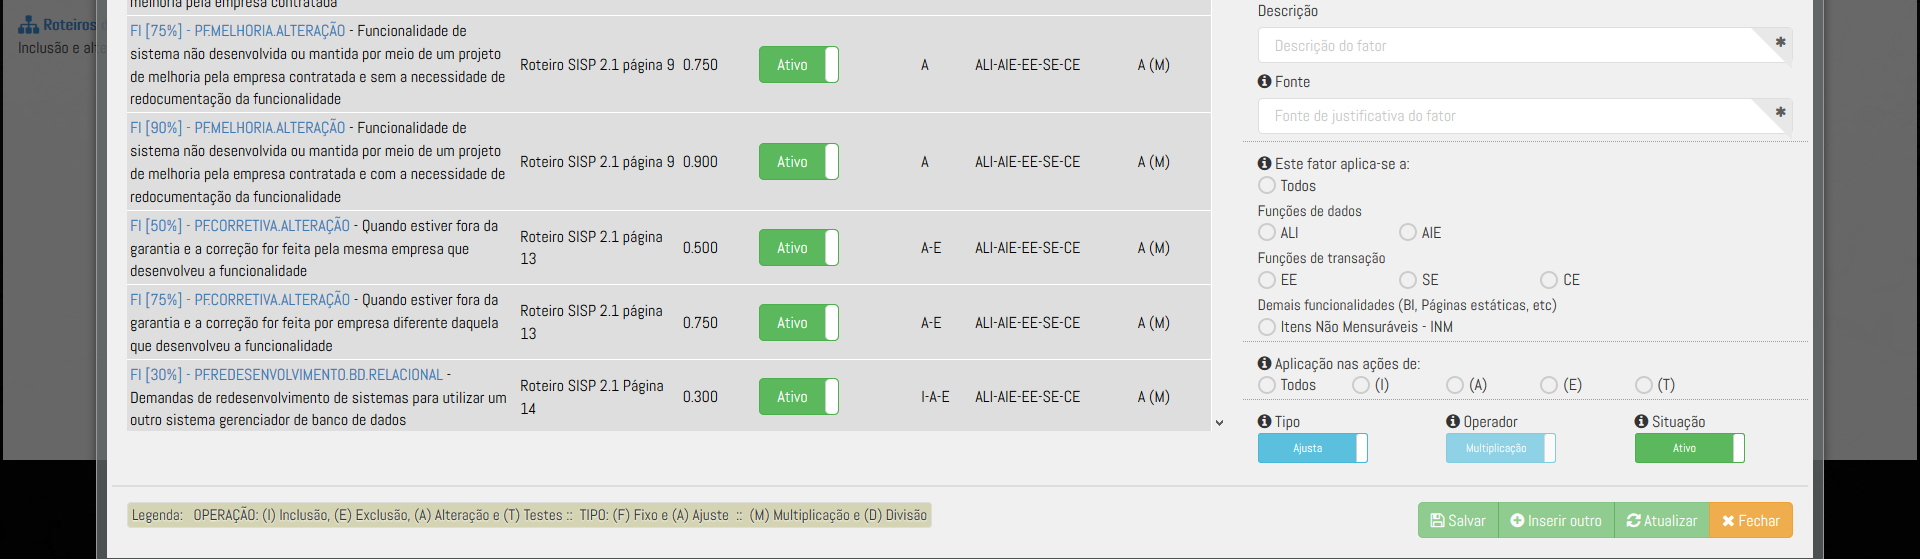 Roteiros
Inclusão e alte
melhoria pela empresa contratada
FI [75%] - PF.MELHORIA.ALTERAÇÃO - Funcionalidade de
sistema não desenvolvida ou mantida por meio de um projeto
de melhoria pela empresa contratada e sem a necessidade de
redocumentação da funcionalidade
Roteiro SISP 2.1 página 9 0.750 Ativo A ALI-AIE-EE-SE-CE A (M)
FI [90%] - PF.MELHORIA.ALTERAÇÃO - Funcionalidade de
sistema não desenvolvida ou mantida por meio de um projeto
de melhoria pela empresa contratada e com a necessidade de
redocumentação da funcionalidade
Roteiro SISP 2.1 página 9 0.900 Ativo A ALI-AIE-EE-SE-CE A (M)
FI [50%] - PF.CORRETIVA.ALTERAÇÃO - Quando estiver fora da
garantia e a correção for feita pela mesma empresa que
desenvolveu a funcionalidade
Roteiro SISP 2.1 página
13
0.500 Ativo A-E ALI-AIE-EE-SE-CE A (M)
FI [75%] - PF.CORRETIVA.ALTERAÇÃO - Quando estiver fora da
garantia e a correção for feita por empresa diferente daquela
que desenvolveu a funcionalidade
Roteiro SISP 2.1 página
13
0.750 Ativo A-E ALI-AIE-EE-SE-CE A (M)
FI [30%] - PF.REDESENVOLVIMENTO.BD.RELACIONAL -
Demandas de redesenvolvimento de sistemas para utilizar um
outro sistema gerenciador de banco de dados
Roteiro SISP 2.1 Página
14
0.300 Ativo I-A-E ALI-AIE-EE-SE-CE A (M)
Descrição
Descrição do fator
Fonte
Fonte de justificativa do fator
Este fator aplica-se a:
Todos
Funções de dados
ALI AIE
Funções de transação
EE SE CE
Demais funcionalidades (BI, Páginas estáticas, etc)
Itens Não Mensuráveis - INM
Aplicação nas ações de:
Todos (I) (A) (E) (T)
Tipo Operador Situação
Ajusta Multiplicação Ativo
Legenda: OPERAÇÃO: (I) Inclusão, (E) Exclusão, (A) Alteração e (T) Testes :: TIPO: (F) Fixo e (A) Ajuste :: (M) Multiplicação e (D) Divisão
Salvar Inserir outro Atualizar Fechar